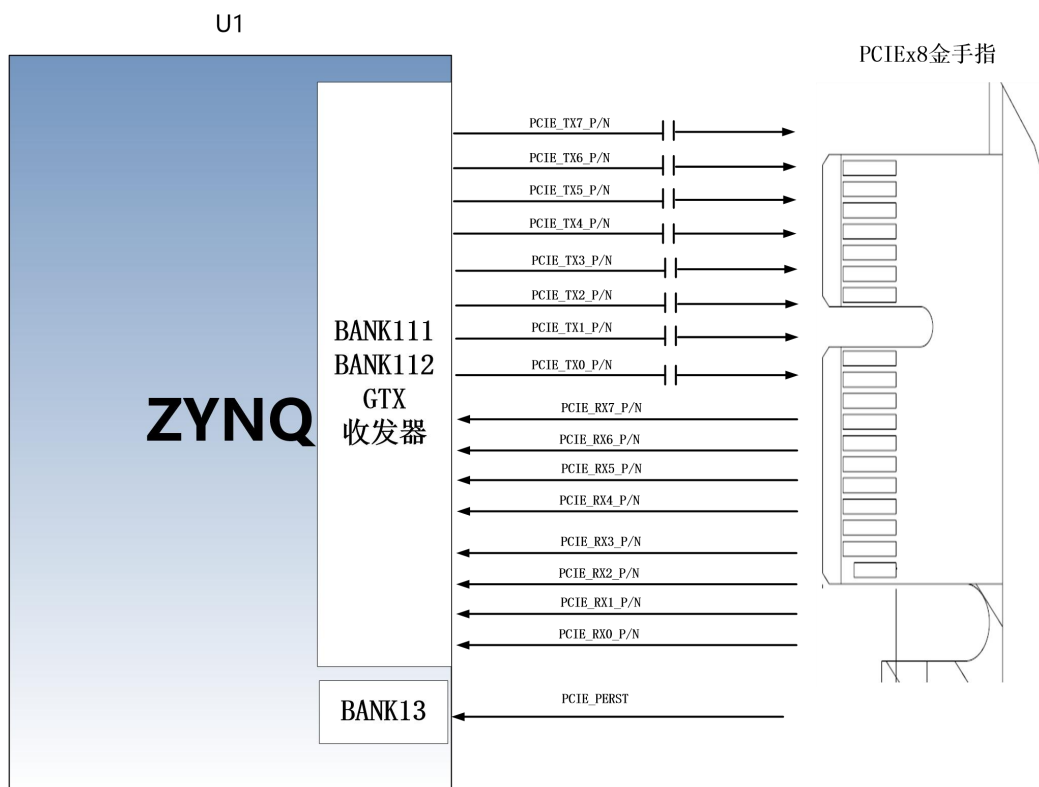 U1
PCIEx8金手指
PCIE_TX7_P/N
PCIE_TX6_P/N
PCIE_TX5_P/N
PCIE_TX4_P/N
PCIE_TX3_P/N
PCIE_TX2_P/N
PCIE_TX1_P/N
PCIE_TX0_P/N
BANK111
BANK112
GTX
收发器
ZYNQ
PCIE_RX7_P/N
PCIE_RX6_P/N
PCIE_RX5_P/N
PCIE_RX4_P/N
PCIE_RX3_P/N
PCIE_RX2_P/N
PCIE_RX1_P/N
PCIE_RX0_P/N
BANK13
PCIE_PERST